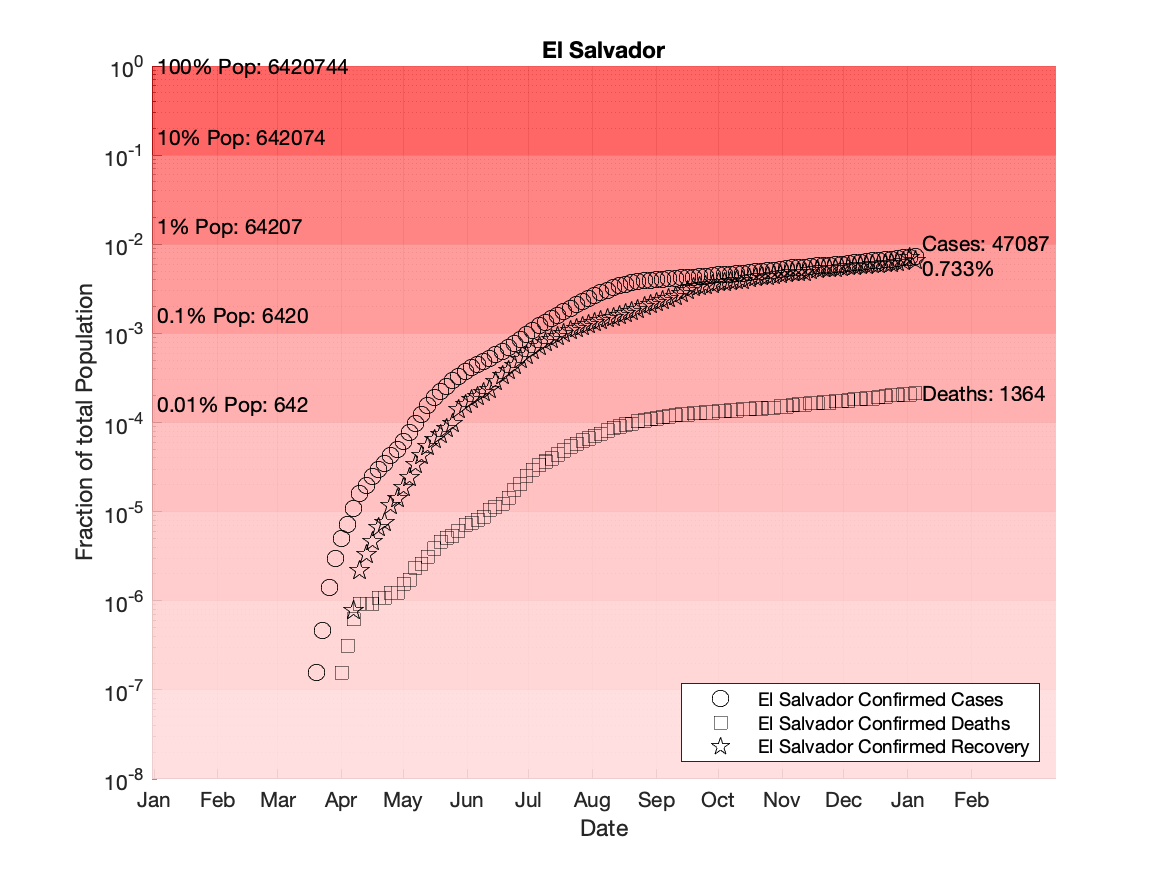 El Salvador
10^0
100% Pop: 6420744
10% Pop: 642074
10^-1
1% Pop: 64207
10^-2
Cases: 47087
0.733%
0.1% Pop: 6420
10^-3
0.01% Pop: 642
Deaths: 1364
10^-4
10^-5
10^-6
10^-7
10^-8
Fraction of total Population
El Salvador Confirmed Cases
El Salvador Confirmed Deaths
El Salvador Confirmed Recovery
Jan Feb Mar Apr May Jun Jul Aug Sep Oct Nov Dec Jan Feb
Date